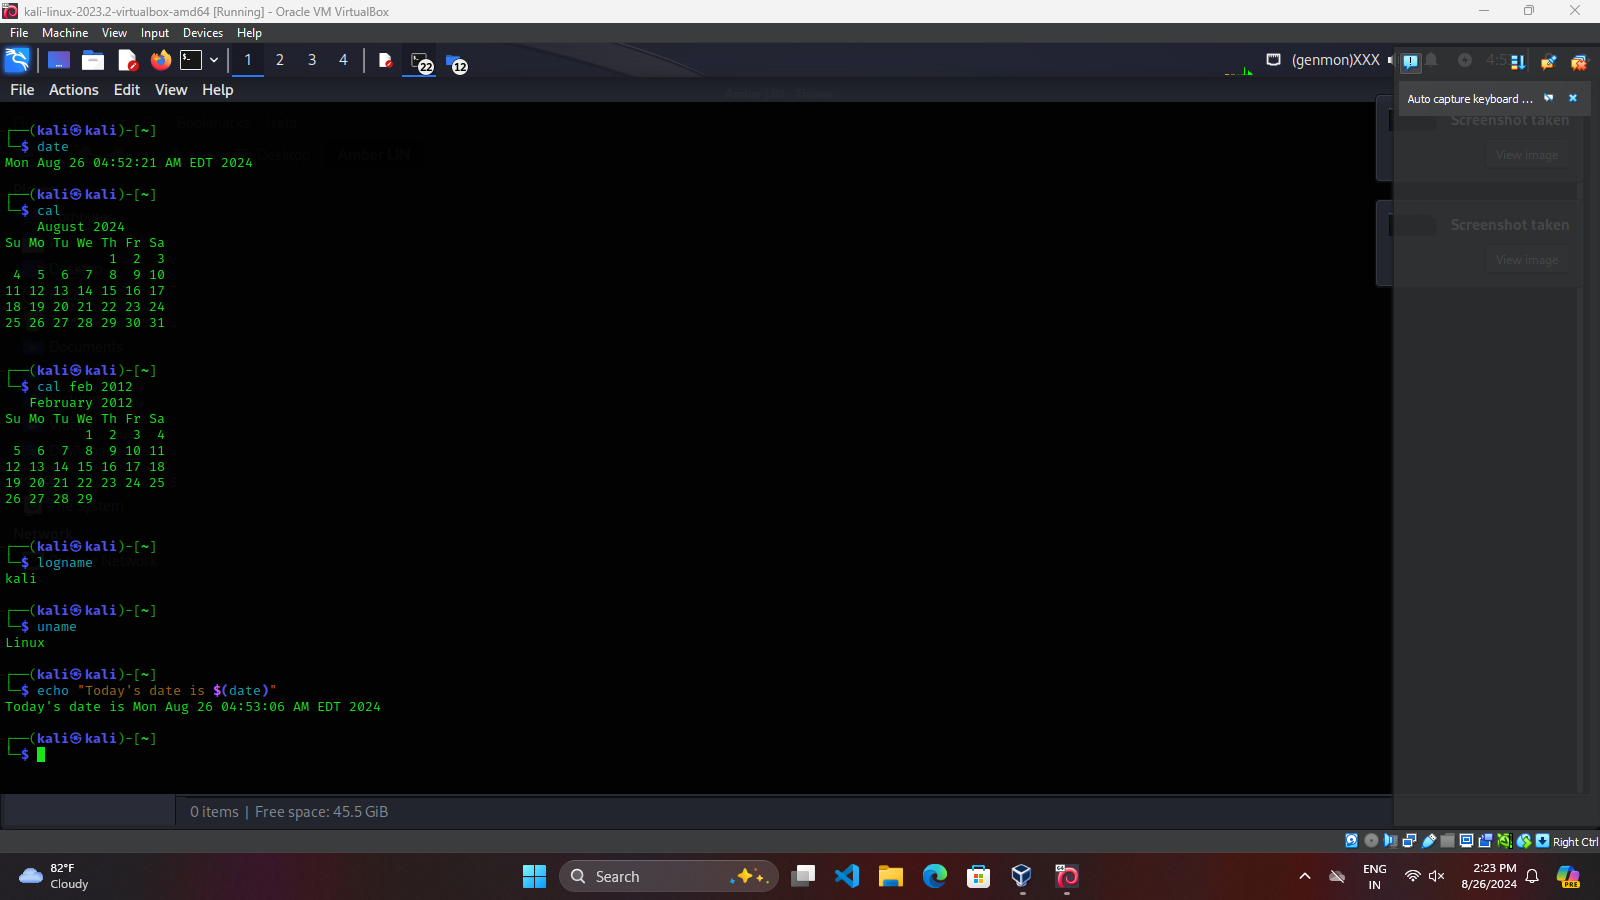 kali-linux-2023.2-virtualbox-amd64 [Running] - Oracle VM VirtualBox
File Machine View Input Devices Help
1 2 3 4 22 12 (genmon)XXX 4:5
File Actions Edit View Help
Auto capture keyboard ...
Screenshot taken
View image
Screenshot taken
View image
┌──(kali㉿kali)-[~]
└─$ date
Mon Aug 26 04:52:21 AM EDT 2024
Amber LIN
┌──(kali㉿kali)-[~]
└─$ cal
August 2024
Su Mo Tu We Th Fr Sa
1 2 3
4 5 6 7 8 9 10
11 12 13 14 15 16 17
18 19 20 21 22 23 24
25 26 27 28 29 30 31
Documents
┌──(kali㉿kali)-[~]
└─$ cal feb 2012
February 2012
Su Mo Tu We Th Fr Sa
1 2 3 4
5 6 7 8 9 10 11
12 13 14 15 16 17 18
19 20 21 22 23 24 25
26 27 28 29
Network
┌──(kali㉿kali)-[~]
└─$ logname
Network
kali
┌──(kali㉿kali)-[~]
└─$ uname
Linux
┌──(kali㉿kali)-[~]
└─$ echo "Today's date is $(date)"
Today's date is Mon Aug 26 04:53:06 AM EDT 2024
┌──(kali㉿kali)-[~]
└─$
0 items | Free space: 45.5 GiB
Right Ctrl
82°F
Cloudy
Search
ENG
IN
2:23 PM
8/26/2024
PRE